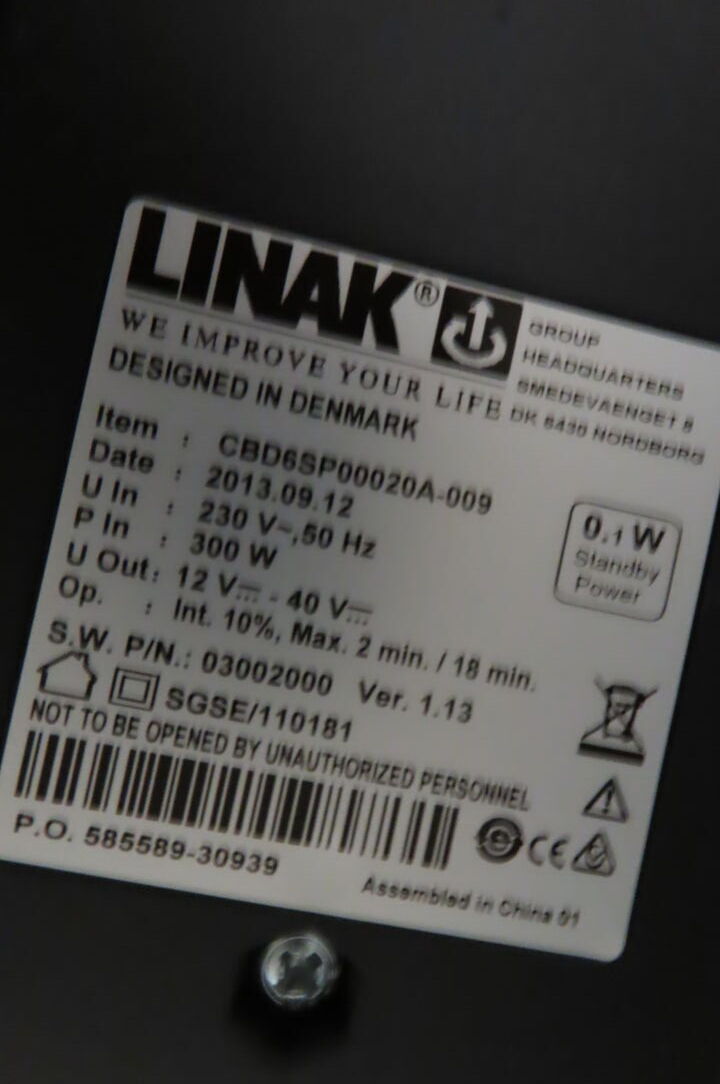 LINAK®
WE IMPROVE YOUR LIFE
DESIGNED IN DENMARK
GROUP
HEADQUARTERS
SMEDEVAENGET 8
DK 6430 NORDBORG
Item : CBD6SP00020A-009
Date : 2013.09.12
U In : 230 V~,50 Hz
P In : 300 W
U Out: 12 V⎓ - 40 V⎓
Op. : Int. 10%, Max. 2 min. / 18 min.
S.W. P/N.: 03002000 Ver. 1.13
0.1 W
Standby
Power
SGSE/110181
NOT TO BE OPENED BY UNAUTHORIZED PERSONNEL
CE
P.O. 585589-30939
Assembled in China 01